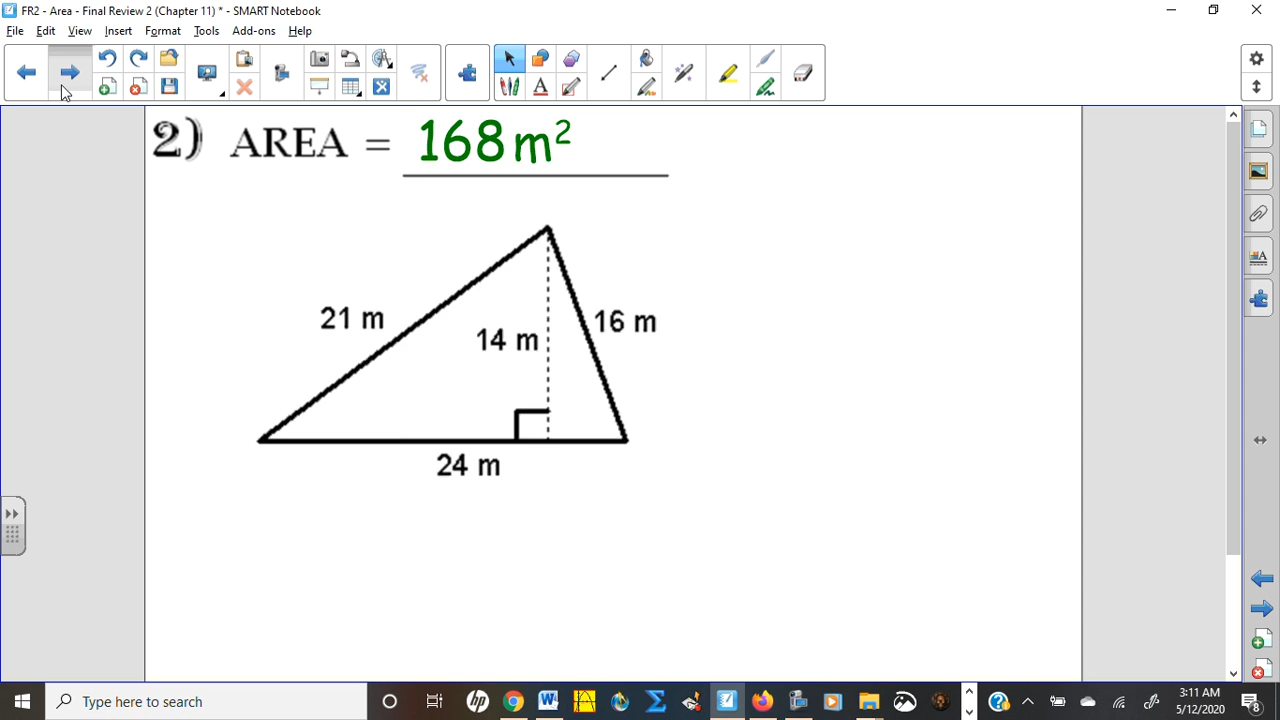 FR2 - Area - Final Review 2 (Chapter 11) * - SMART Notebook
File Edit View Insert Format Tools Add-ons Help
2) AREA = 168 m²
21 m
14 m
16 m
24 m
Type here to search
3:11 AM
5/12/2020
8